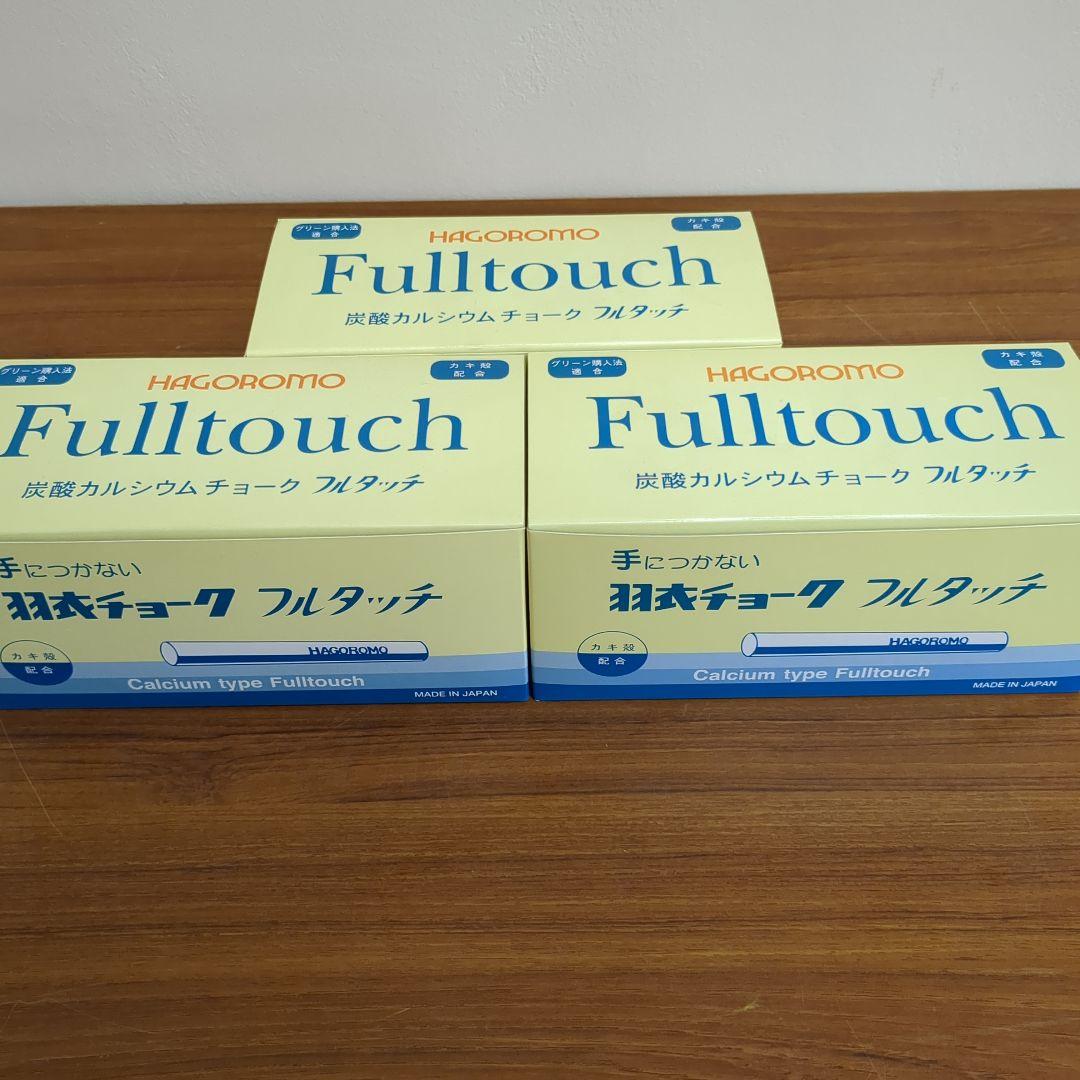 グリーン購入法
適合
HAGOROMO
カキ殻
配合
Fulltouch
炭酸カルシウムチョーク フルタッチ
グリーン購入法
適合
HAGOROMO
カキ殻
配合
Fulltouch
炭酸カルシウムチョーク フルタッチ
手につかない
羽衣チョーク フルタッチ
カキ殻
配合
HAGOROMO
Calcium type Fulltouch
MADE IN JAPAN
グリーン購入法
適合
HAGOROMO
カキ殻
配合
Fulltouch
炭酸カルシウムチョーク フルタッチ
手につかない
羽衣チョーク フルタッチ
カキ殻
配合
HAGOROMO
Calcium type Fulltouch
MADE IN JAPAN